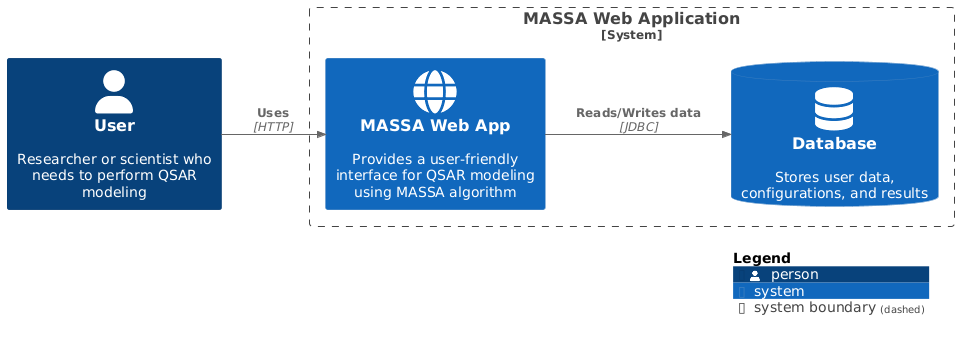 MASSA Web Application
[System]
User
Researcher or scientist who
needs to perform QSAR
modeling
Uses
[HTTP]
MASSA Web App
Provides a user-friendly
interface for QSAR modeling
using MASSA algorithm
Reads/Writes data
[JDBC]
Database
Stores user data,
configurations, and results
Legend
person
system
system boundary (dashed)